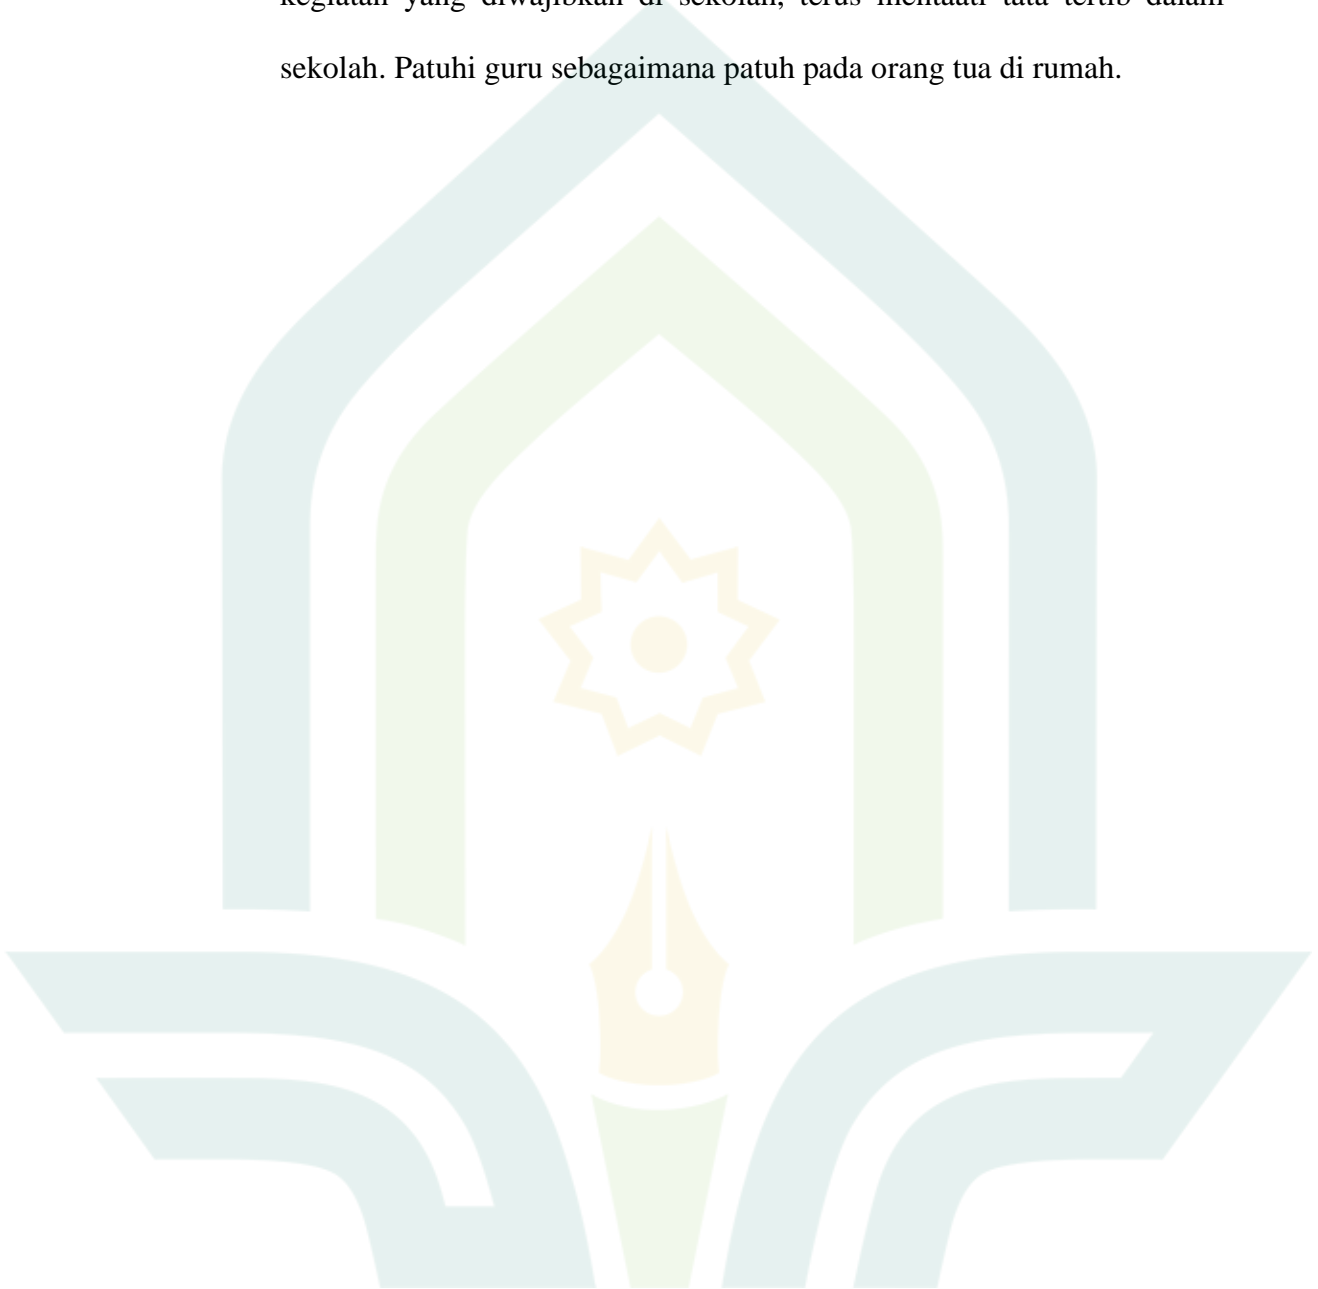 kegiatan yang diwajibkan di sekolah, terus mentaati tata tertib dalam
sekolah. Patuhi guru sebagaimana patuh pada orang tua di rumah.